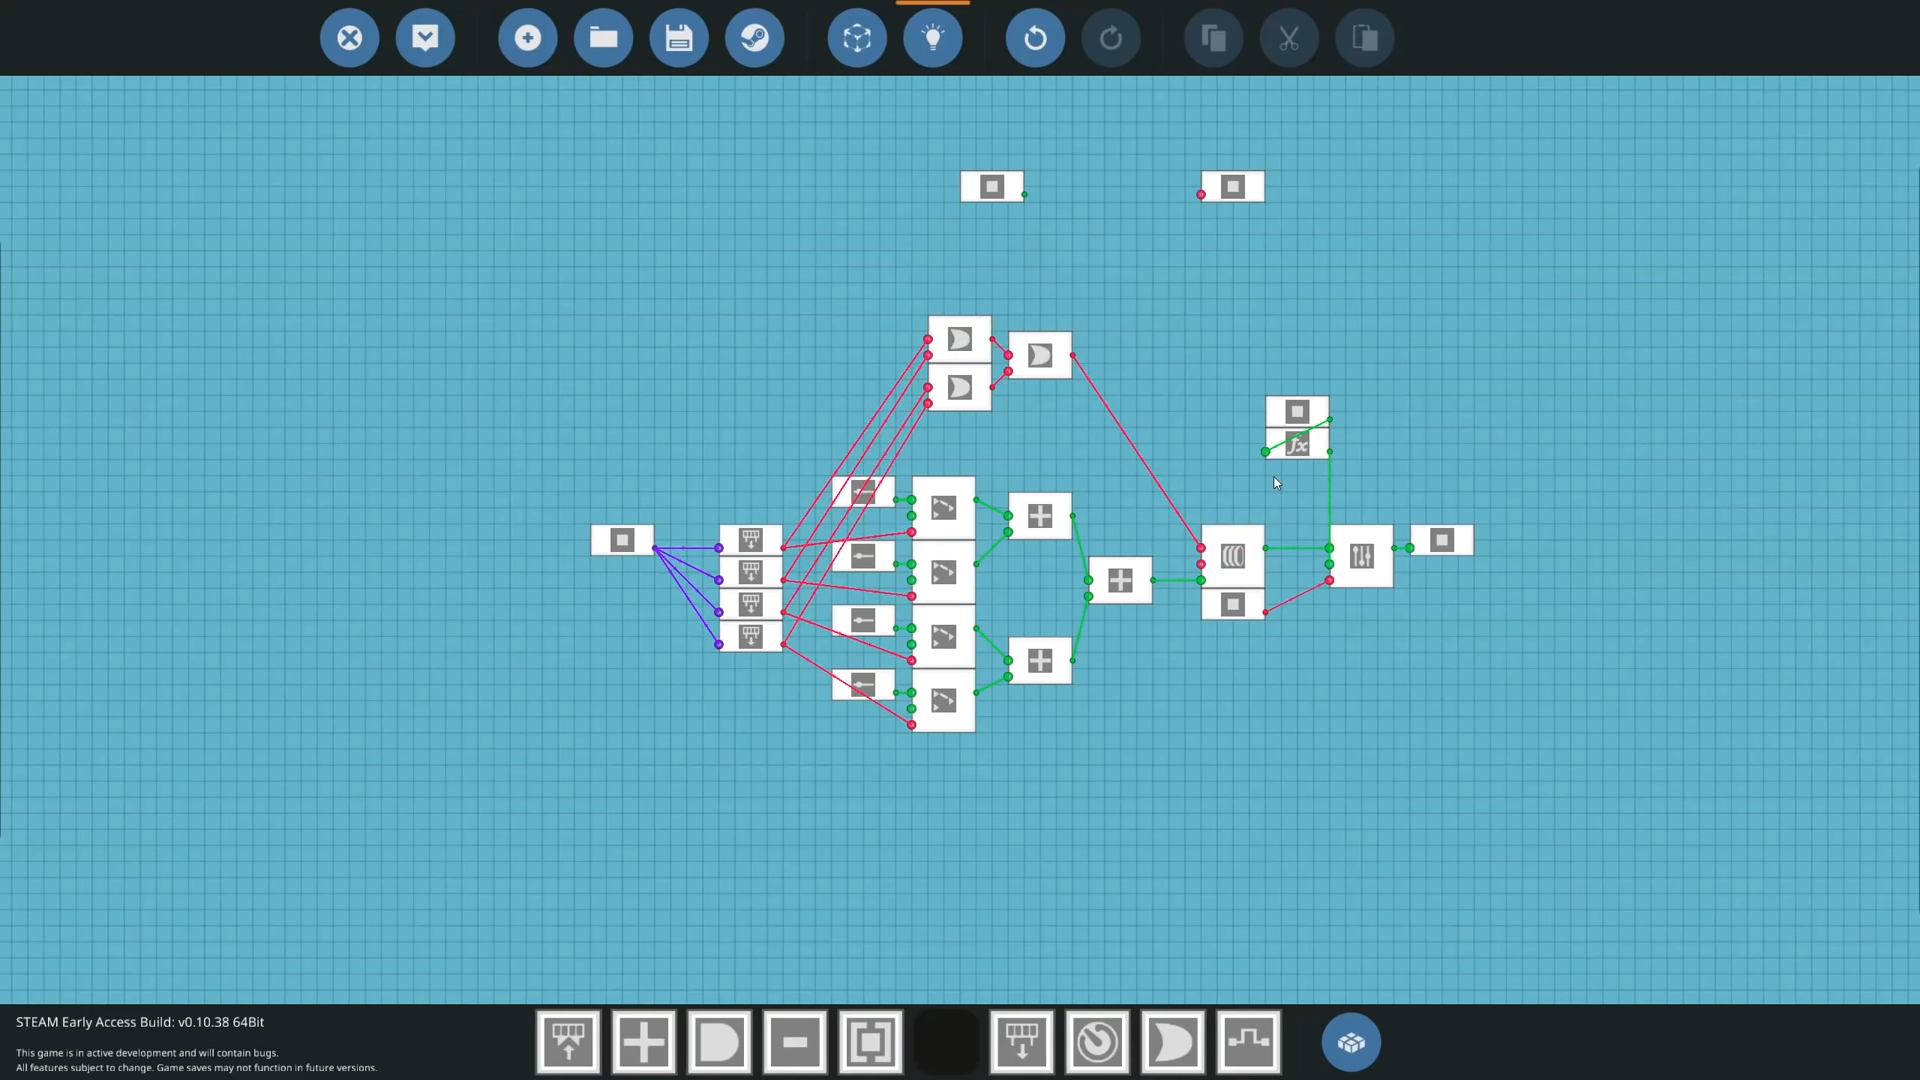 STEAM Early Access Build: v0.10.38 64Bit
This game is in active development and will contain bugs.
All features subject to change. Game saves may not function in future versions.
fx